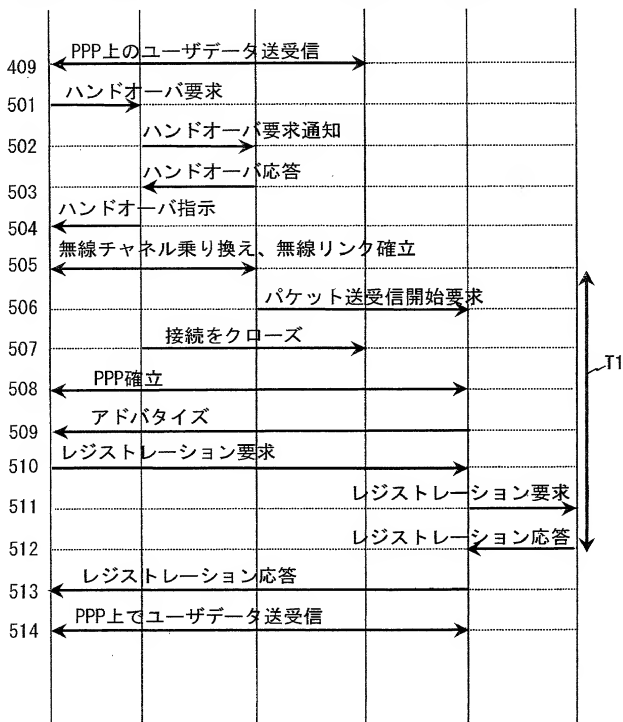 PPP上のユーザデータ送受信
409
ハンドオーバ要求
501
ハンドオーバ要求通知
502
ハンドオーバ応答
503
ハンドオーバ指示
504
無線チャネル乗り換え、無線リンク確立
505
パケット送受信開始要求
506
接続をクローズ
507
T1
PPP確立
508
アドバタイズ
509
レジストレーション要求
510
レジストレーション要求
511
レジストレーション応答
512
レジストレーション応答
513
PPP上でユーザデータ送受信
514